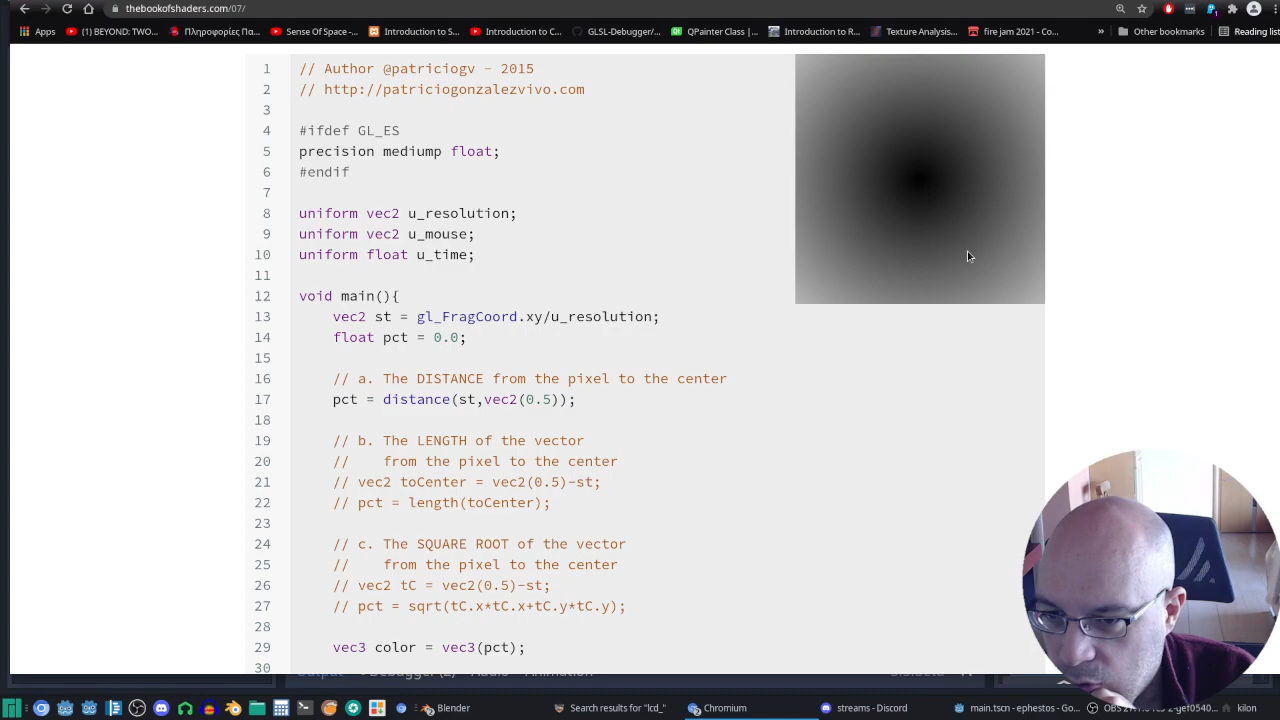 thebookofshaders.com/07/
Apps
(1) BEYOND: TWO...
Πληροφορίες Πα...
Sense Of Space -...
Introduction to S...
Introduction to C...
GLSL-Debugger/...
QPainter Class |...
Introduction to R...
Texture Analysis...
fire jam 2021 - Co...
»
Other bookmarks
Reading list
1 // Author @patriciogv - 2015
2 // http://patriciogonzalezvivo.com
3
4 #ifdef GL_ES
5 precision mediump float;
6 #endif
7
8 uniform vec2 u_resolution;
9 uniform vec2 u_mouse;
10 uniform float u_time;
11
12 void main(){
13 vec2 st = gl_FragCoord.xy/u_resolution;
14 float pct = 0.0;
15
16 // a. The DISTANCE from the pixel to the center
17 pct = distance(st,vec2(0.5));
18
19 // b. The LENGTH of the vector
20 // from the pixel to the center
21 // vec2 toCenter = vec2(0.5)-st;
22 // pct = length(toCenter);
23
24 // c. The SQUARE ROOT of the vector
25 // from the pixel to the center
26 // vec2 tC = vec2(0.5)-st;
27 // pct = sqrt(tC.x*tC.x+tC.y*tC.y);
28
29 vec3 color = vec3(pct);
30
Blender
Search results for "lcd_"
Chromium
streams - Discord
main.tscn - ephestos - Go...
kilon